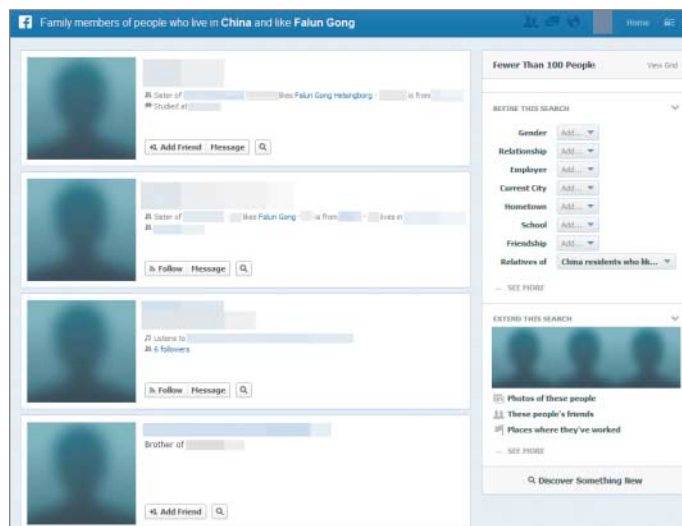 Family members of people who live in China and like Falun Gong
Home
Sister of likes Falun Gong Helsingborg · is from
Studied at
Add Friend Message
Sister of likes Falun Gong · is from · lives in
Follow Message
Listens to
6 followers
Follow Message
Brother of
Add Friend
Fewer Than 100 People View Grid
REFINE THIS SEARCH
Gender Add...
Relationship Add...
Employer Add...
Current City Add...
Hometown Add...
School Add...
Friendship Add...
Relatives of China residents who lik...
SEE MORE
EXTEND THIS SEARCH
Photos of these people
These people's friends
Places where they've worked
SEE MORE
Discover Something New